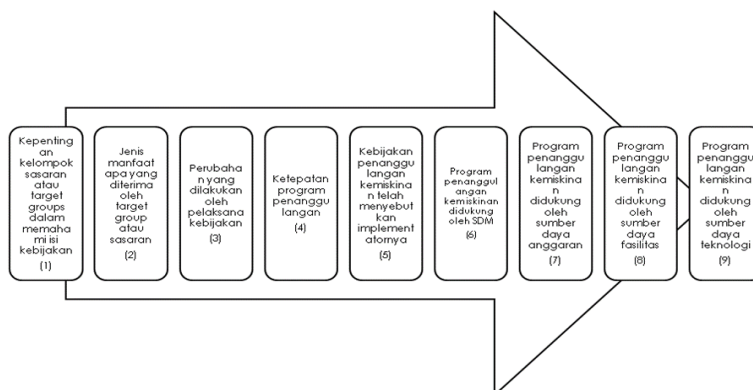 Kepenting
an
kelompok
sasaran
atau
target
groups
dalam
memaha
mi isi
kebijakan
(1)
Jenis
manfaat
apa yang
diterima
oleh
target
group
atau
sasaran
(2)
Perubaha
n yang
dilakukan
oleh
pelaksana
kebijakan
(3)
Ketepatan
program
penanggu
langan
(4)
Kebijakan
penanggu
langan
kemiskina
n telah
menyebut
kan
implement
atornya
(5)
Program
penanggul
angan
kemiskinan
didukung
oleh SDM
(6)
Program
penanggu
langan
kemiskina
n
didukung
oleh
sumber
daya
anggaran
(7)
Program
penanggu
langan
kemiskina
n
didukung
oleh
sumber
daya
fasilitas
(8)
Program
penanggu
langan
kemiskina
n
didukung
oleh
sumber
daya
teknologi
(9)